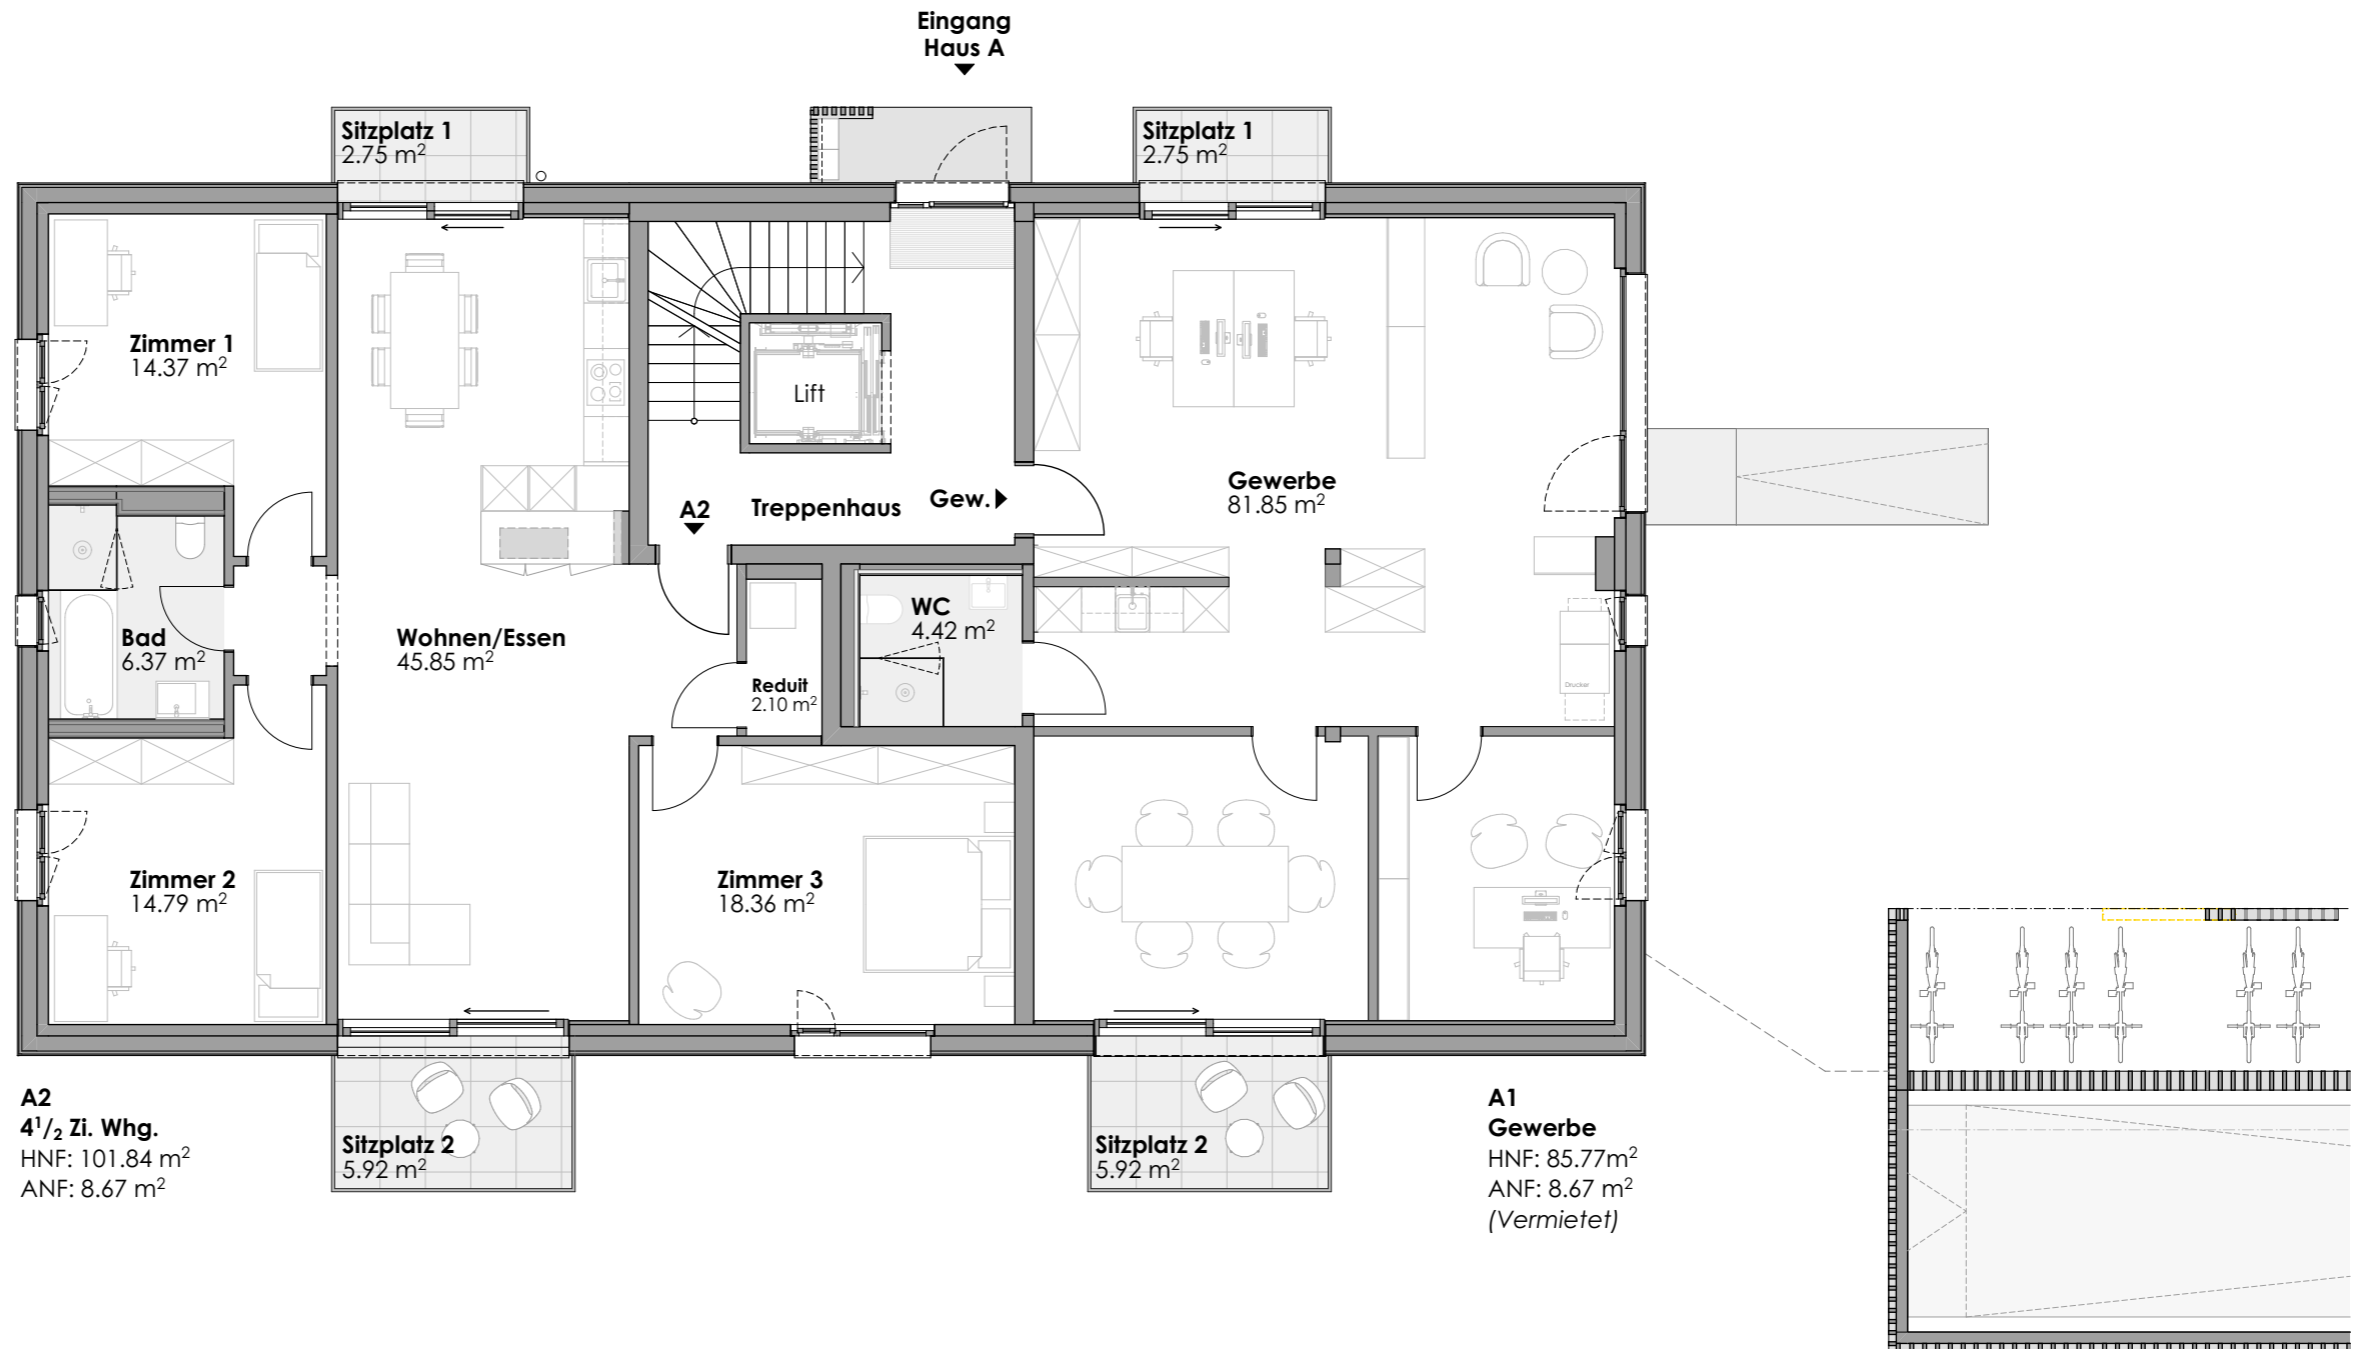 Eingang
Haus A
Sitzplatz 1
2.75 m²
Sitzplatz 1
2.75 m²
Zimmer 1
14.37 m²
Lift
Gewerbe
81.85 m²
A2
Treppenhaus
Gew.
WC
4.42 m²
Bad
6.37 m²
Wohnen/Essen
45.85 m²
Reduit
2.10 m²
Drucker
Zimmer 2
14.79 m²
Zimmer 3
18.36 m²
A2
4¹/₂ Zi. Whg.
HNF: 101.84 m²
ANF: 8.67 m²
Sitzplatz 2
5.92 m²
Sitzplatz 2
5.92 m²
A1
Gewerbe
HNF: 85.77m²
ANF: 8.67 m²
(Vermietet)